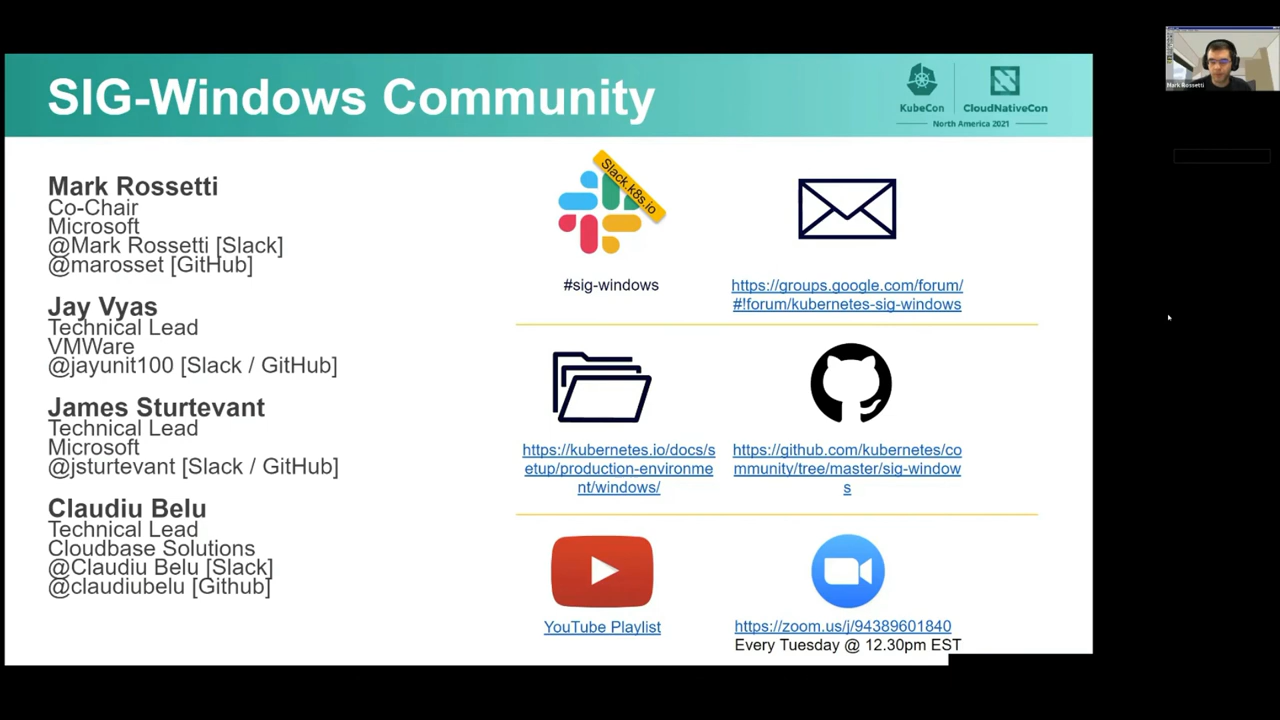 SIG-Windows Community
KubeCon
CloudNativeCon
North America 2021
Mark Rossetti
Mark Rossetti
Co-Chair
Microsoft
@Mark Rossetti [Slack]
@marosset [GitHub]
Jay Vyas
Technical Lead
VMWare
@jayunit100 [Slack / GitHub]
James Sturtevant
Technical Lead
Microsoft
@jsturtevant [Slack / GitHub]
Claudiu Belu
Technical Lead
Cloudbase Solutions
@Claudiu Belu [Slack]
@claudiubelu [Github]
Slack.k8s.io
#sig-windows
https://groups.google.com/forum/
#!forum/kubernetes-sig-windows
https://kubernetes.io/docs/s
etup/production-environme
nt/windows/
https://github.com/kubernetes/co
mmunity/tree/master/sig-window
s
YouTube Playlist
https://zoom.us/j/94389601840
Every Tuesday @ 12.30pm EST